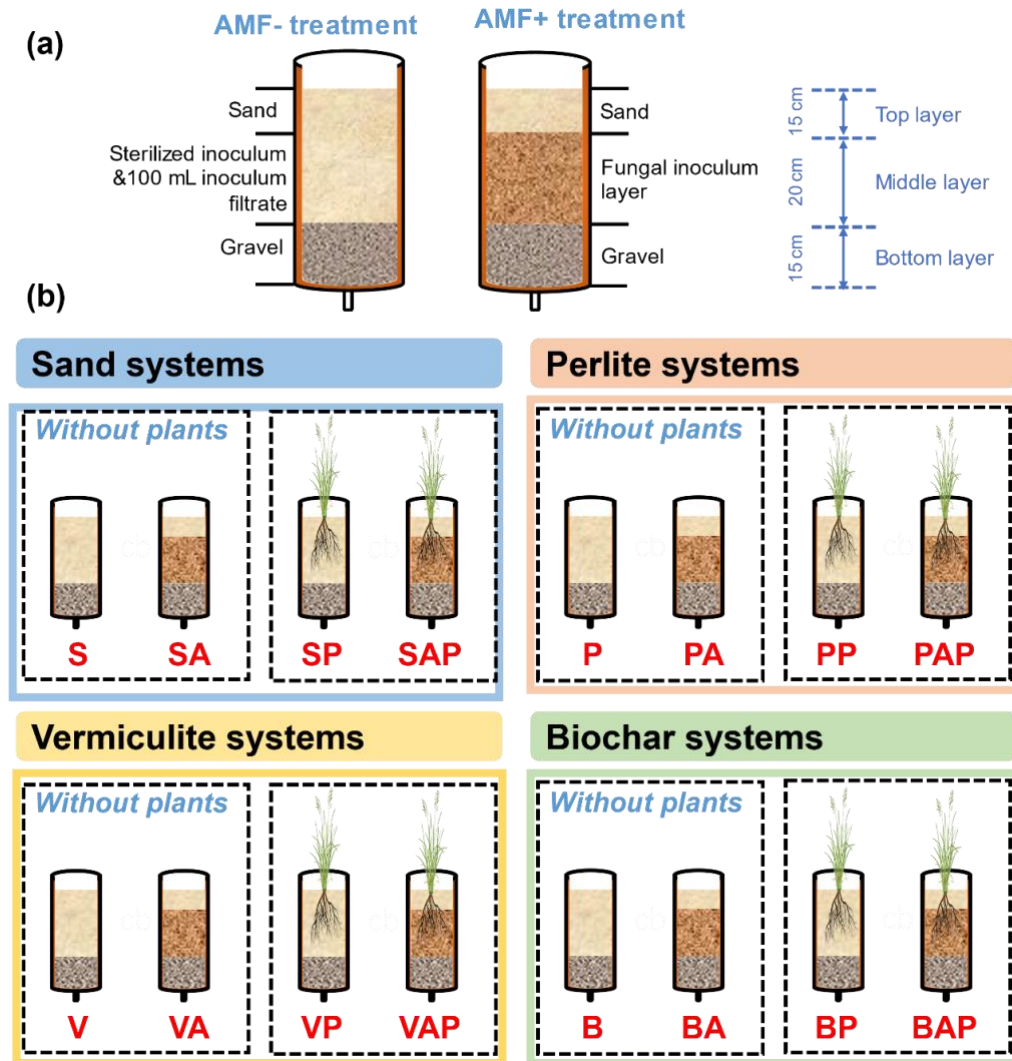 (a)
AMF- treatment
AMF+ treatment
Sand
Sterilized inoculum
&100 mL inoculum
filtrate
Gravel
Sand
Fungal inoculum
layer
Gravel
15 cm
Top layer
20 cm
Middle layer
15 cm
Bottom layer
(b)
Sand systems
Without plants
S
SA
SP
SAP
Perlite systems
Without plants
P
PA
PP
PAP
Vermiculite systems
Without plants
V
VA
VP
VAP
Biochar systems
Without plants
B
BA
BP
BAP